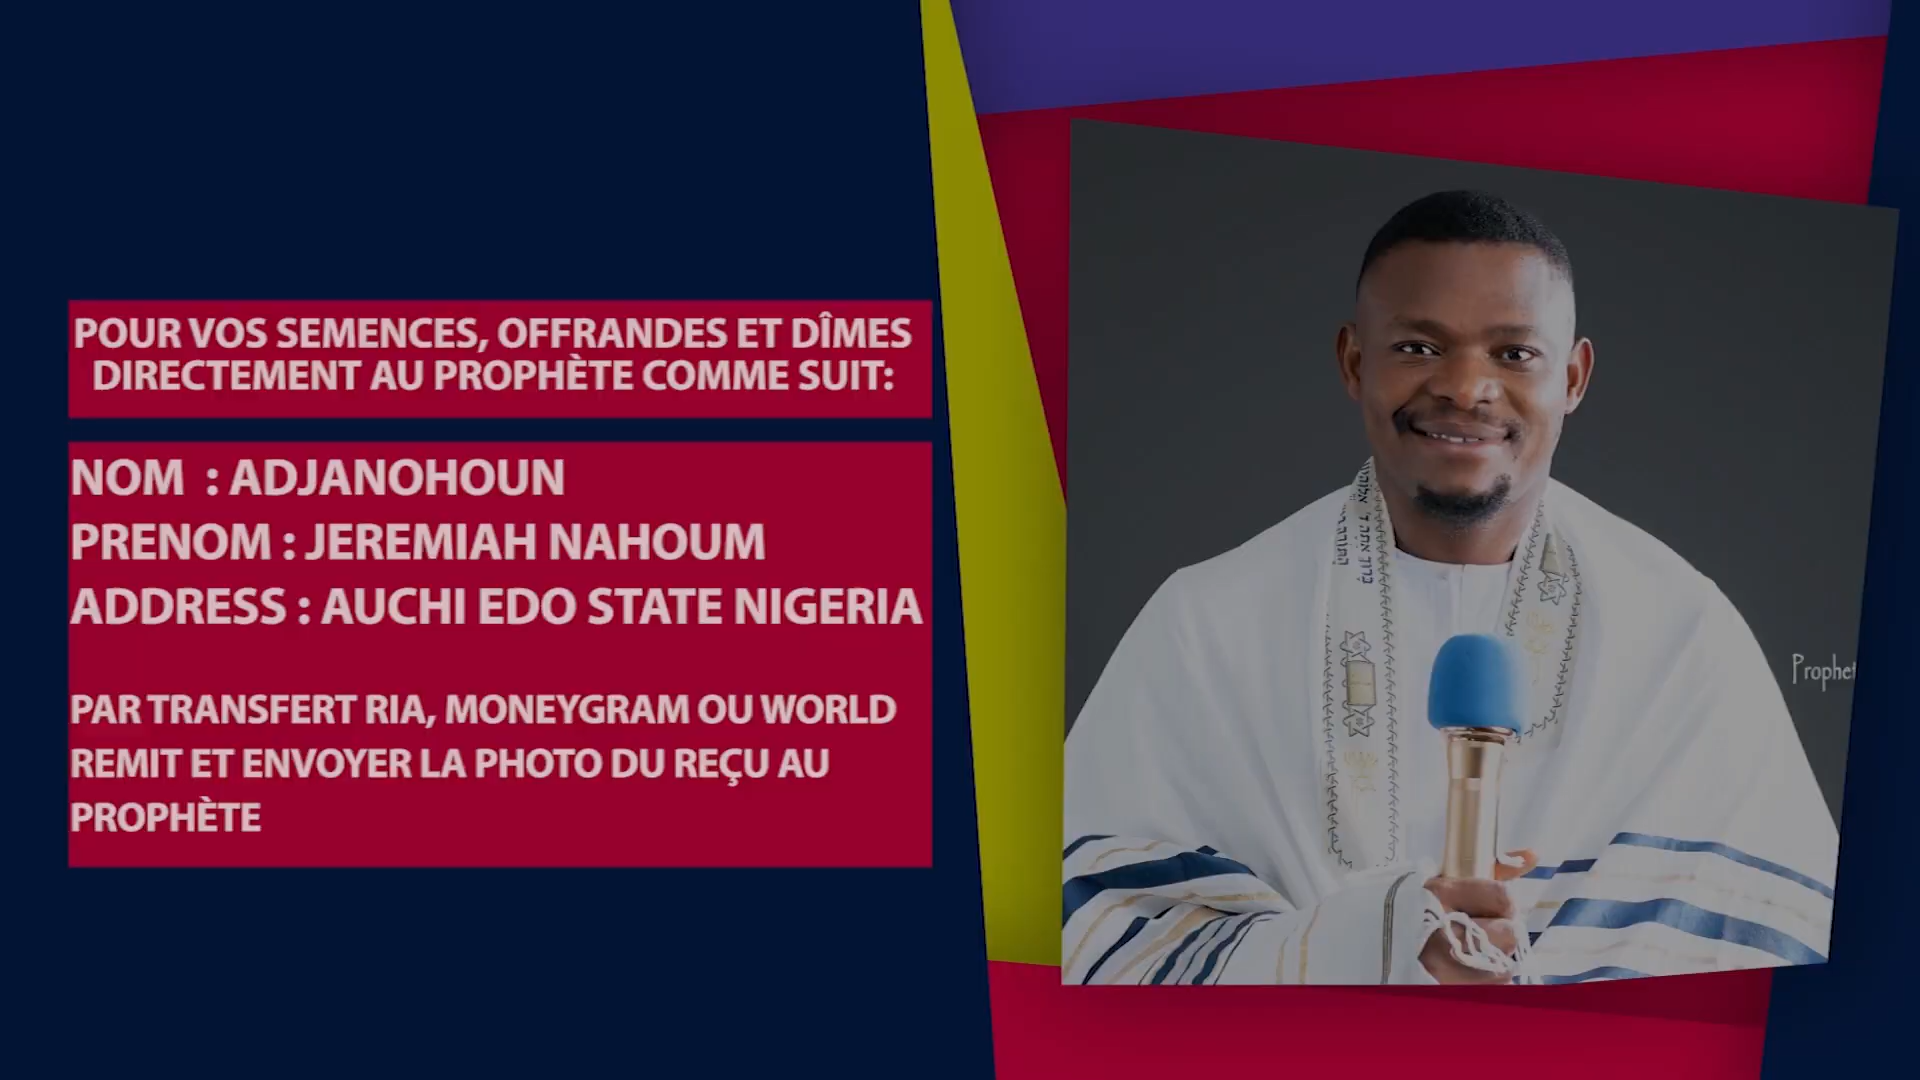 POUR VOS SEMENCES, OFFRANDES ET DÎMES
DIRECTEMENT AU PROPHÈTE COMME SUIT:
NOM : ADJANOHOUN
PRENOM : JEREMIAH NAHOUM
ADDRESS : AUCHI EDO STATE NIGERIA
PAR TRANSFERT RIA, MONEYGRAM OU WORLD
REMIT ET ENVOYER LA PHOTO DU REÇU AU
PROPHÈTE
Prophet